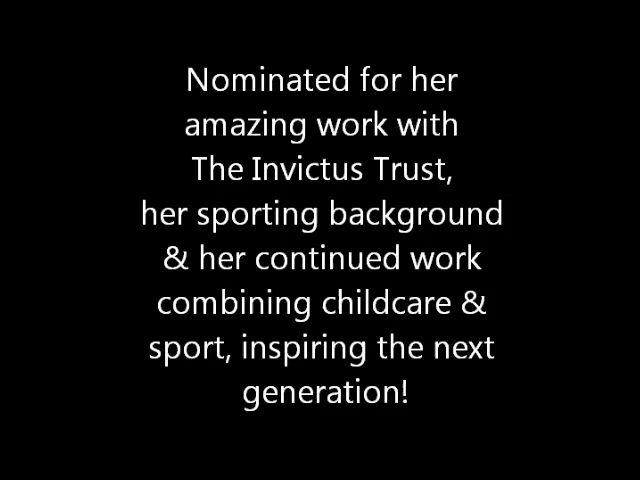 Nominated for her
amazing work with
The Invictus Trust,
her sporting background
& her continued work
combining childcare &
sport, inspiring the next
generation!